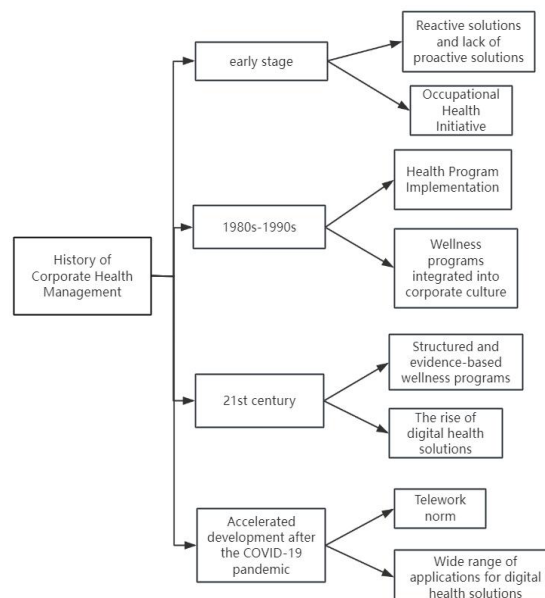 Reactive solutions
and lack of
proactive solutions
early stage
Occupational
Health
Initiative
Health Program
Implementation
1980s-1990s
Wellness
programs
integrated into
corporate culture
History of
Corporate Health
Management
Structured and
evidence-based
wellness programs
21st century
The rise of
digital health
solutions
Telework
norm
Accelerated
development after
the COVID-19
pandemic
Wide range of
applications for digital
health solutions